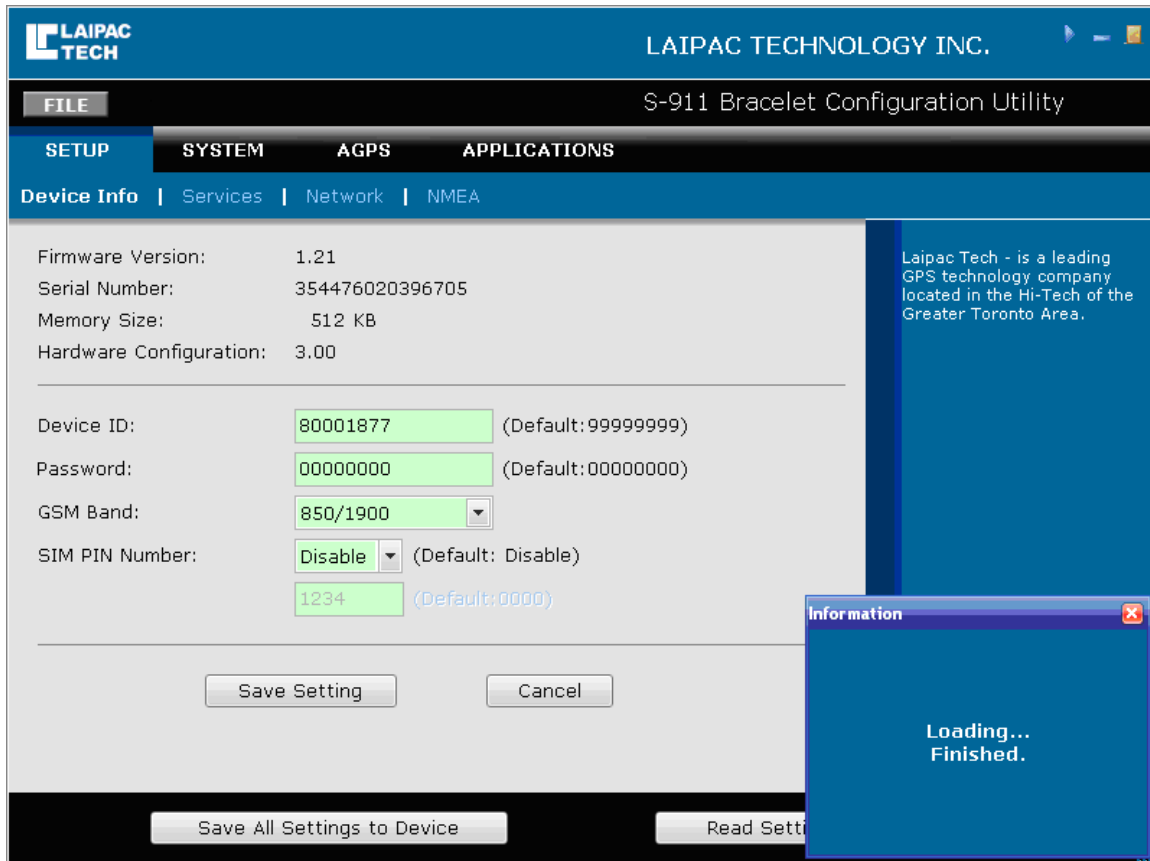 LAIPAC
TECH
LAIPAC TECHNOLOGY INC.
FILE
S-911 Bracelet Configuration Utility
SETUP SYSTEM AGPS APPLICATIONS
Device Info | Services | Network | NMEA
Firmware Version: 1.21
Serial Number: 354476020396705
Memory Size: 512 KB
Hardware Configuration: 3.00
Device ID: 80001877 (Default:99999999)
Password: 00000000 (Default:00000000)
GSM Band: 850/1900
SIM PIN Number: Disable (Default: Disable)
1234 (Default:0000)
Save Setting Cancel
Save All Settings to Device Read Setti
Laipac Tech - is a leading
GPS technology company
located in the Hi-Tech of the
Greater Toronto Area.
Information
Loading...
Finished.